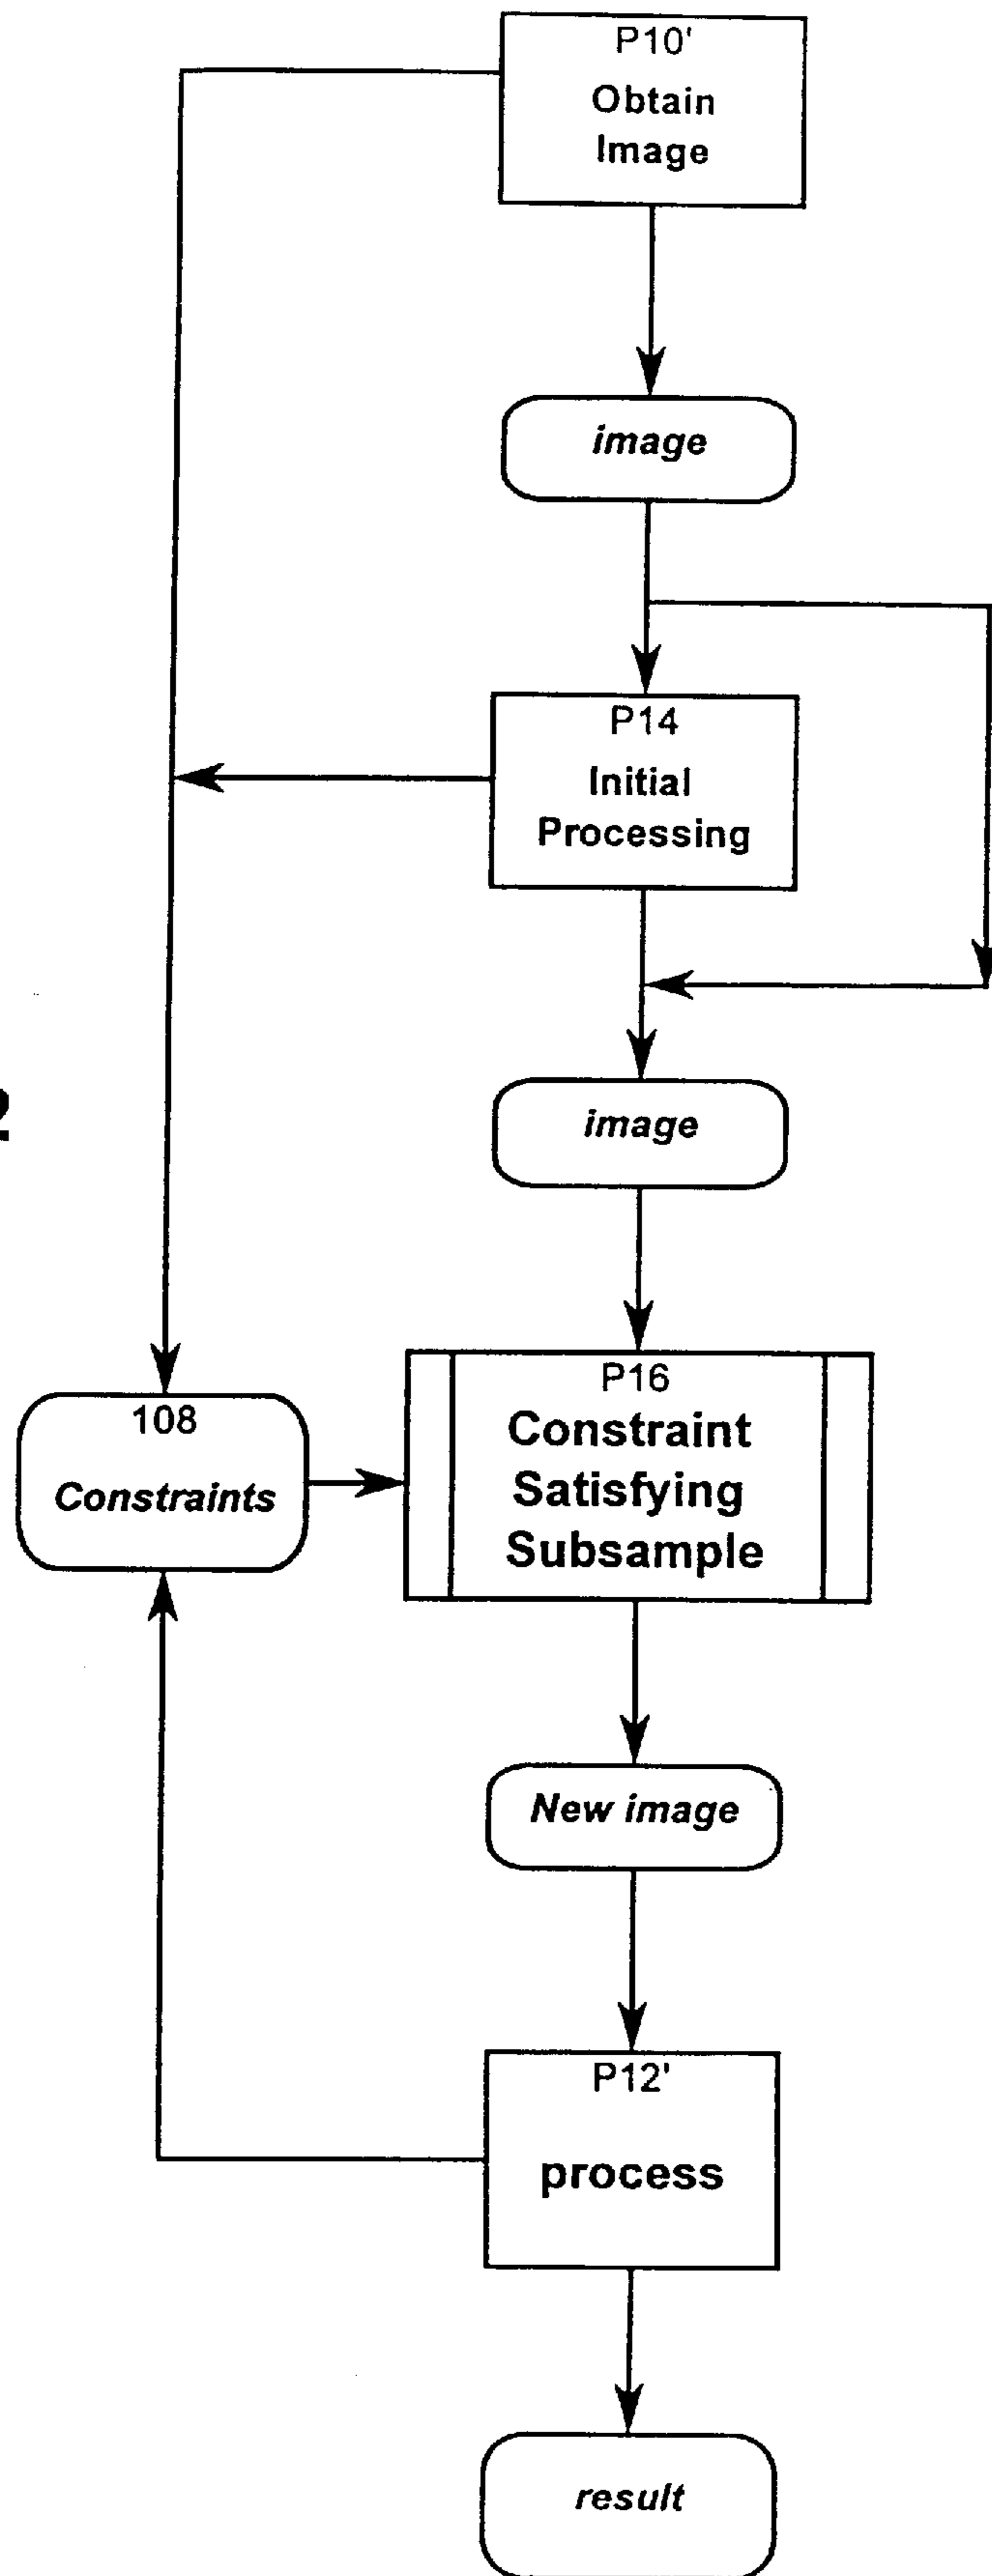 P10'
Obtain
Image
image
P14
Initial
Processing
image
P16
Constraint
Satisfying
Subsample
108
Constraints
New image
P12'
process
result